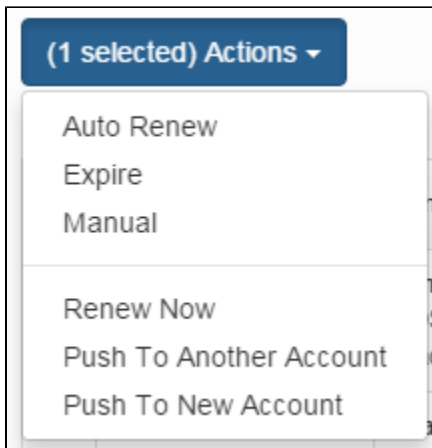 (1 selected) Actions
Auto Renew
Expire
Manual
Renew Now
Push To Another Account
Push To New Account